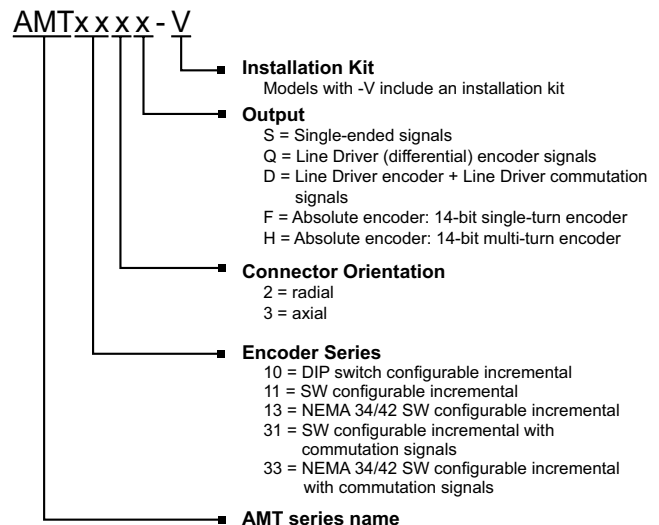 AMTxxxx-V
Installation Kit
Models with -V include an installation kit
Output
S = Single-ended signals
Q = Line Driver (differential) encoder signals
D = Line Driver encoder + Line Driver commutation
signals
F = Absolute encoder: 14-bit single-turn encoder
H = Absolute encoder: 14-bit multi-turn encoder
Connector Orientation
2 = radial
3 = axial
Encoder Series
10 = DIP switch configurable incremental
11 = SW configurable incremental
13 = NEMA 34/42 SW configurable incremental
31 = SW configurable incremental with
commutation signals
33 = NEMA 34/42 SW configurable incremental
with commutation signals
AMT series name